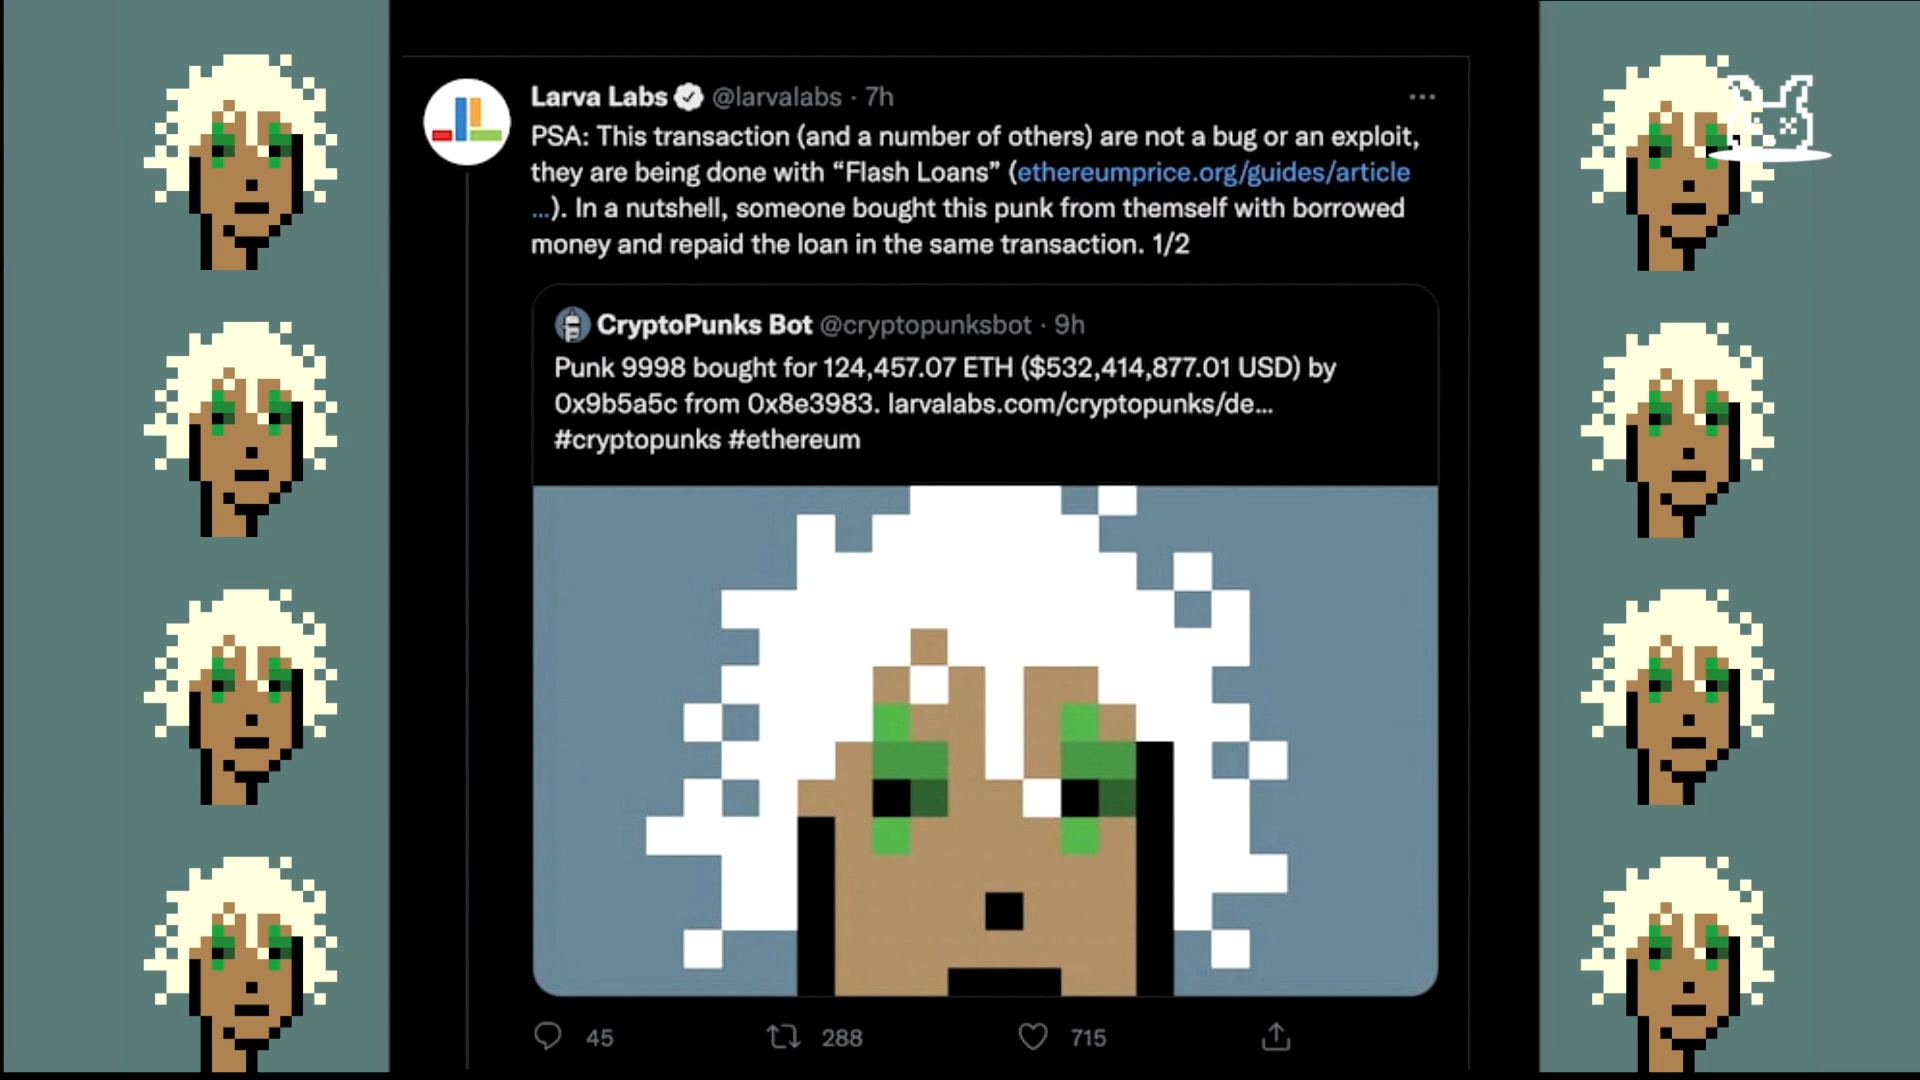 Larva Labs @larvalabs · 7h
PSA: This transaction (and a number of others) are not a bug or an exploit,
they are being done with “Flash Loans” (ethereumprice.org/guides/article
...). In a nutshell, someone bought this punk from themself with borrowed
money and repaid the loan in the same transaction. 1/2
CryptoPunks Bot @cryptopunksbot · 9h
Punk 9998 bought for 124,457.07 ETH ($532,414,877.01 USD) by
0x9b5a5c from 0x8e3983. larvalabs.com/cryptopunks/de...
#cryptopunks #ethereum
45 288 715